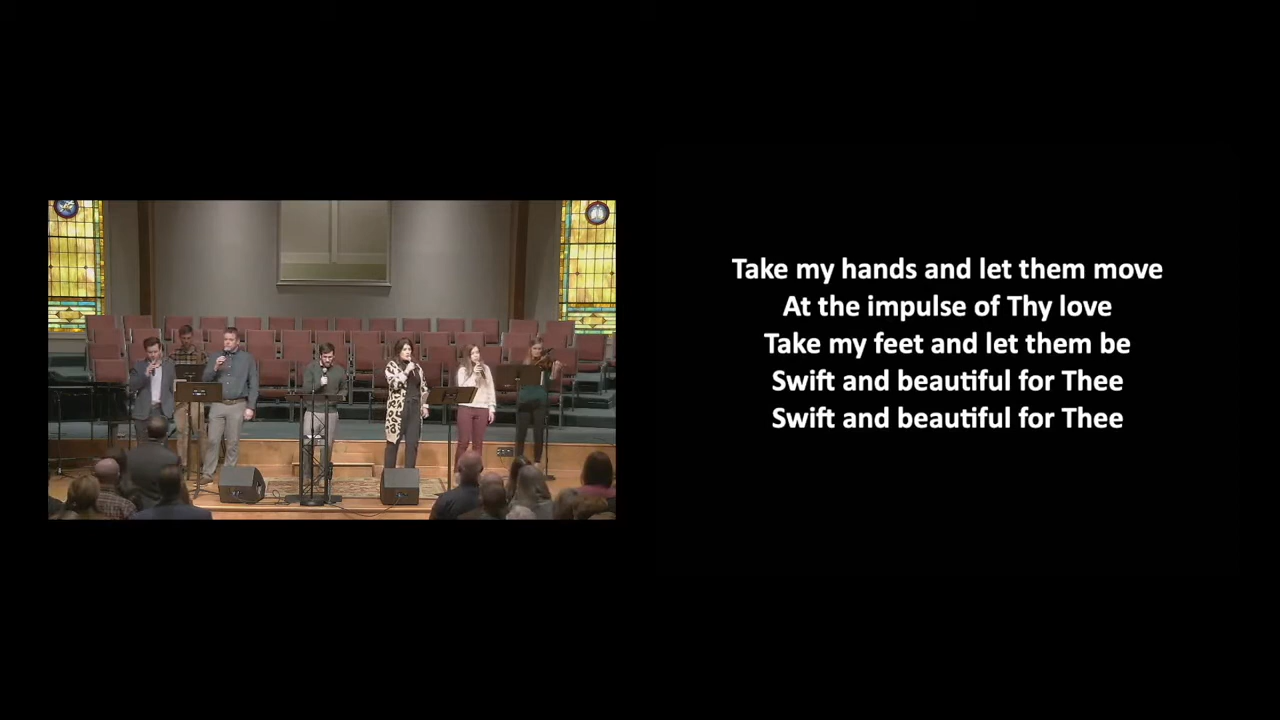 Take my hands and let them move
At the impulse of Thy love
Take my feet and let them be
Swift and beautiful for Thee
Swift and beautiful for Thee